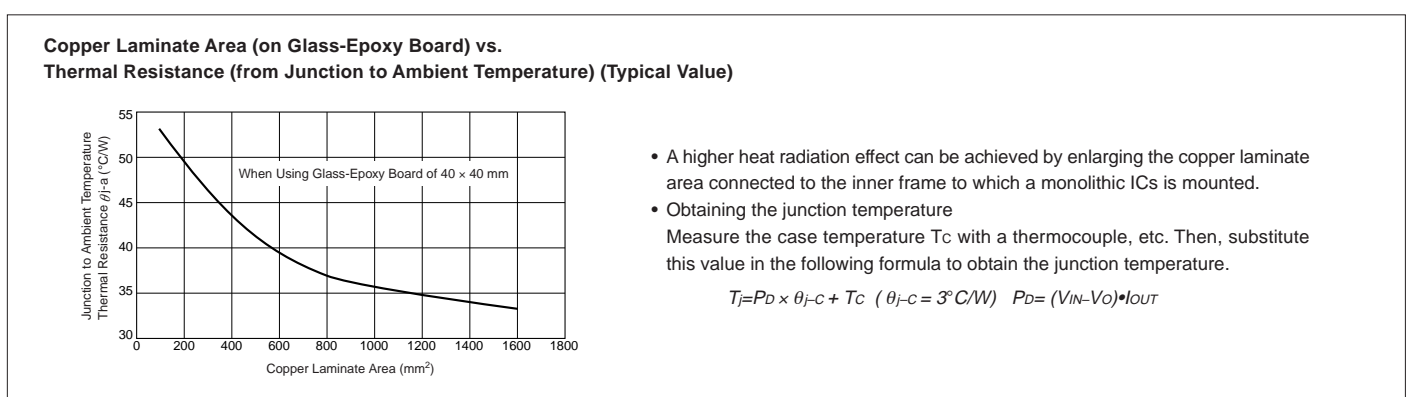 Copper Laminate Area (on Glass-Epoxy Board) vs.
Thermal Resistance (from Junction to Ambient Temperature) (Typical Value)
Junction to Ambient Temperature
Thermal Resistance θj-a (°C/W)
55
50
45
40
35
30
When Using Glass-Epoxy Board of 40 × 40 mm
0 200 400 600 800 1000 1200 1400 1600 1800
Copper Laminate Area (mm²)
• A higher heat radiation effect can be achieved by enlarging the copper laminate
area connected to the inner frame to which a monolithic ICs is mounted.
• Obtaining the junction temperature
Measure the case temperature TC with a thermocouple, etc. Then, substitute
this value in the following formula to obtain the junction temperature.
Tj=PD × θj–C + TC ( θj–C = 3°C/W) PD= (VIN–VO)•IOUT